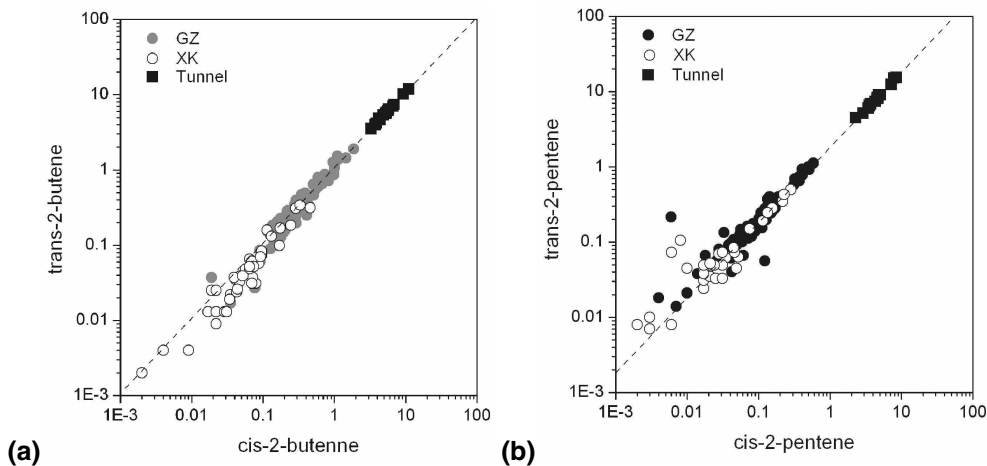 100
10
1
0.1
0.01
1E-3
trans-2-butene
GZ
XK
Tunnel
1E-3 0.01 0.1 1 10 100
cis-2-butenne
(a)
100
10
1
0.1
0.01
1E-3
trans-2-pentene
GZ
XK
Tunnel
1E-3 0.01 0.1 1 10 100
cis-2-pentene
(b)